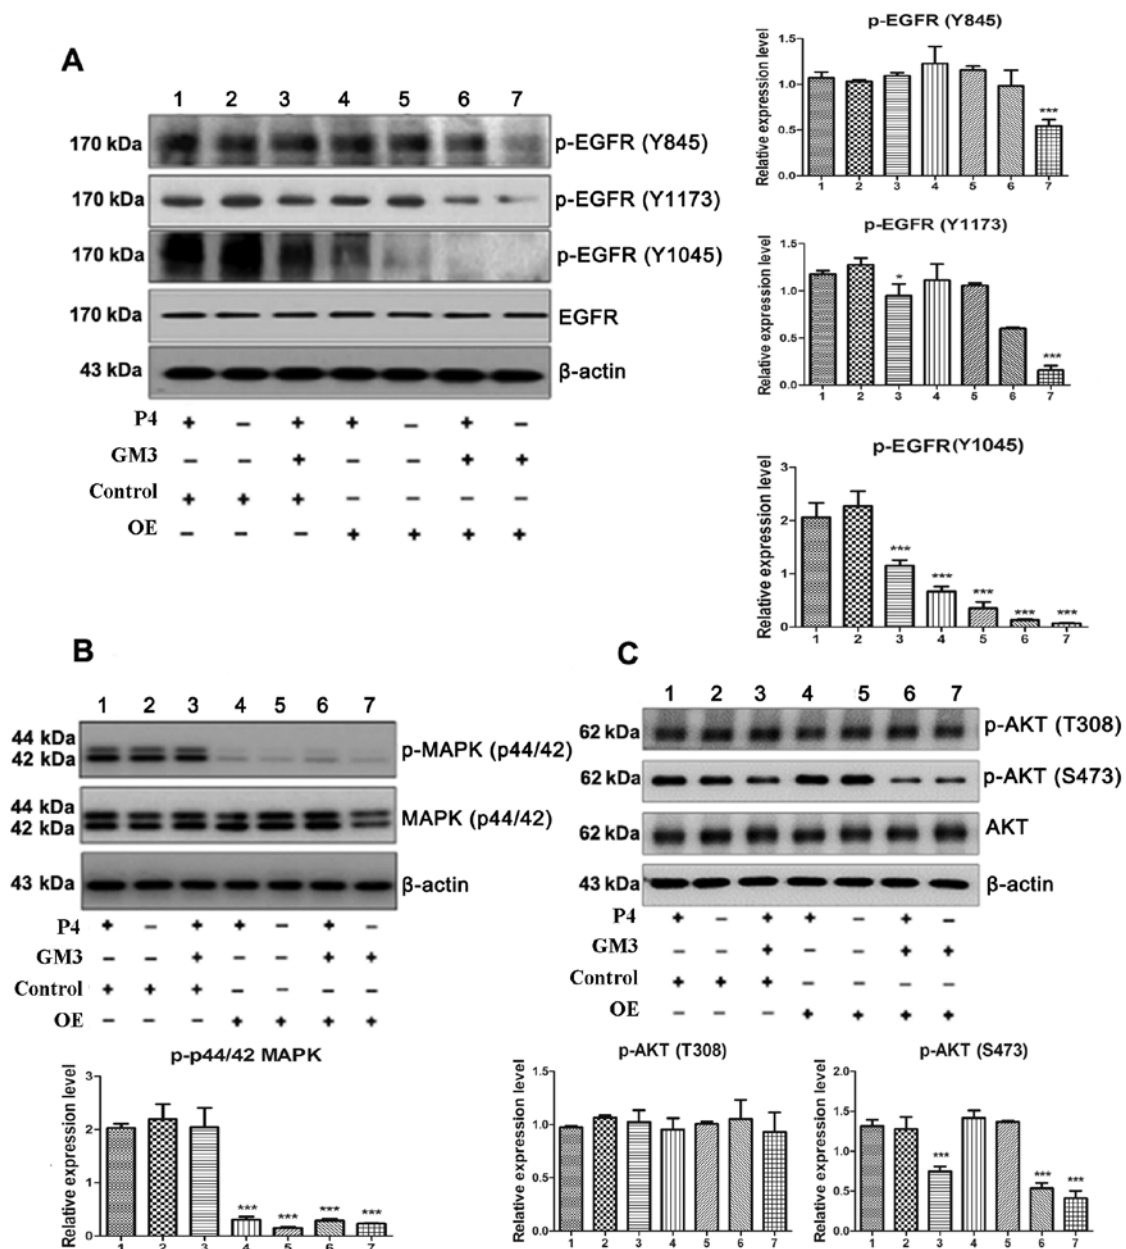 A
1 2 3 4 5 6 7
170 kDa p-EGFR (Y845)
170 kDa p-EGFR (Y1173)
170 kDa p-EGFR (Y1045)
170 kDa EGFR
43 kDa β-actin
P4 + − + + − + −
GM3 − − + − − + +
Control + + + − − − −
OE − − − + + + +
p-EGFR (Y845)
Relative expression level
1.5
1.0
0.5
0.0
***
1 2 3 4 5 6 7
p-EGFR (Y1173)
Relative expression level
1.5
1.0
0.5
0.0
* ***
1 2 3 4 5 6 7
p-EGFR(Y1045)
Relative expression level
3
2
1
0
*** *** *** *** ***
1 2 3 4 5 6 7
B
1 2 3 4 5 6 7
44 kDa
42 kDa p-MAPK (p44/42)
44 kDa
42 kDa MAPK (p44/42)
43 kDa β-actin
P4 + − + + − + −
GM3 − − + − − + +
Control + + + − − − −
OE − − − + + + +
p-p44/42 MAPK
Relative expression level
3
2
1
0
*** *** *** ***
1 2 3 4 5 6 7
C
1 2 3 4 5 6 7
62 kDa p-AKT (T308)
62 kDa p-AKT (S473)
62 kDa AKT
43 kDa β-actin
P4 + − + + − + −
GM3 − − + − − + +
Control + + + − − − −
OE − − − + + + +
p-AKT (T308)
Relative expression level
1.5
1.0
0.5
0.0
1 2 3 4 5 6 7
p-AKT (S473)
Relative expression level
1.5
1.0
0.5
0.0
*** *** ***
1 2 3 4 5 6 7